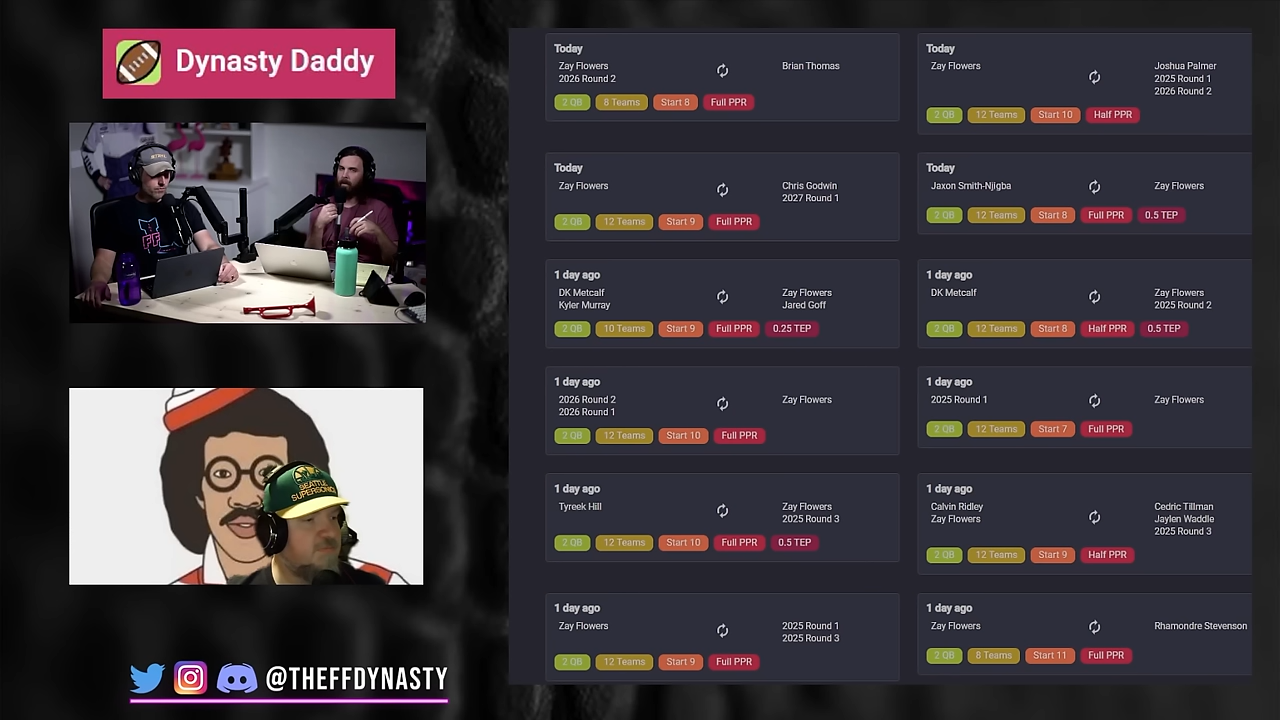 Dynasty Daddy
SEATTLE
SUPERSONICS
@THEFFDYNASTY
Today
Zay Flowers
2026 Round 2
Brian Thomas
2 QB
8 Teams
Start 8
Full PPR
Today
Zay Flowers
Joshua Palmer
2025 Round 1
2026 Round 2
2 QB
12 Teams
Start 10
Half PPR
Today
Zay Flowers
Chris Godwin
2027 Round 1
2 QB
12 Teams
Start 9
Full PPR
Today
Jaxon Smith-Njigba
Zay Flowers
2 QB
12 Teams
Start 8
Full PPR
0.5 TEP
1 day ago
DK Metcalf
Kyler Murray
Zay Flowers
Jared Goff
2 QB
10 Teams
Start 9
Full PPR
0.25 TEP
1 day ago
DK Metcalf
Zay Flowers
2025 Round 2
2 QB
12 Teams
Start 8
Half PPR
0.5 TEP
1 day ago
2026 Round 2
2026 Round 1
Zay Flowers
2 QB
12 Teams
Start 10
Full PPR
1 day ago
2025 Round 1
Zay Flowers
2 QB
12 Teams
Start 7
Full PPR
1 day ago
Tyreek Hill
Zay Flowers
2025 Round 3
2 QB
12 Teams
Start 10
Full PPR
0.5 TEP
1 day ago
Calvin Ridley
Zay Flowers
Cedric Tillman
Jaylen Waddle
2025 Round 3
2 QB
12 Teams
Start 9
Half PPR
1 day ago
Zay Flowers
2025 Round 1
2025 Round 3
2 QB
12 Teams
Start 9
Full PPR
1 day ago
Zay Flowers
Rhamondre Stevenson
2 QB
8 Teams
Start 11
Full PPR